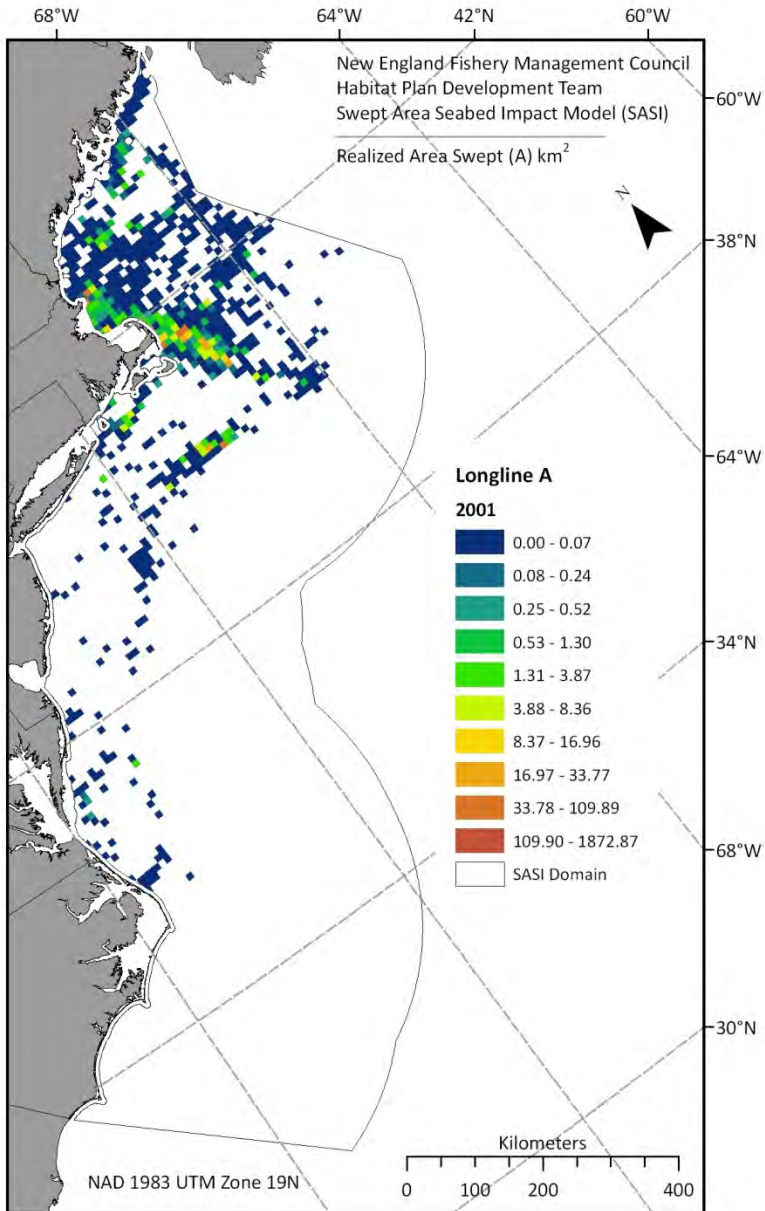 68°W 64°W 42°N 60°W
New England Fishery Management Council
Habitat Plan Development Team
Swept Area Seabed Impact Model (SASI)
Realized Area Swept (A) km²
60°W
N
38°N
64°W
Longline A
2001
0.00 - 0.07
0.08 - 0.24
0.25 - 0.52
0.53 - 1.30
1.31 - 3.87
3.88 - 8.36
8.37 - 16.96
16.97 - 33.77
33.78 - 109.89
109.90 - 1872.87
SASI Domain
34°N
68°W
30°N
Kilometers
0 100 200 300 400
NAD 1983 UTM Zone 19N